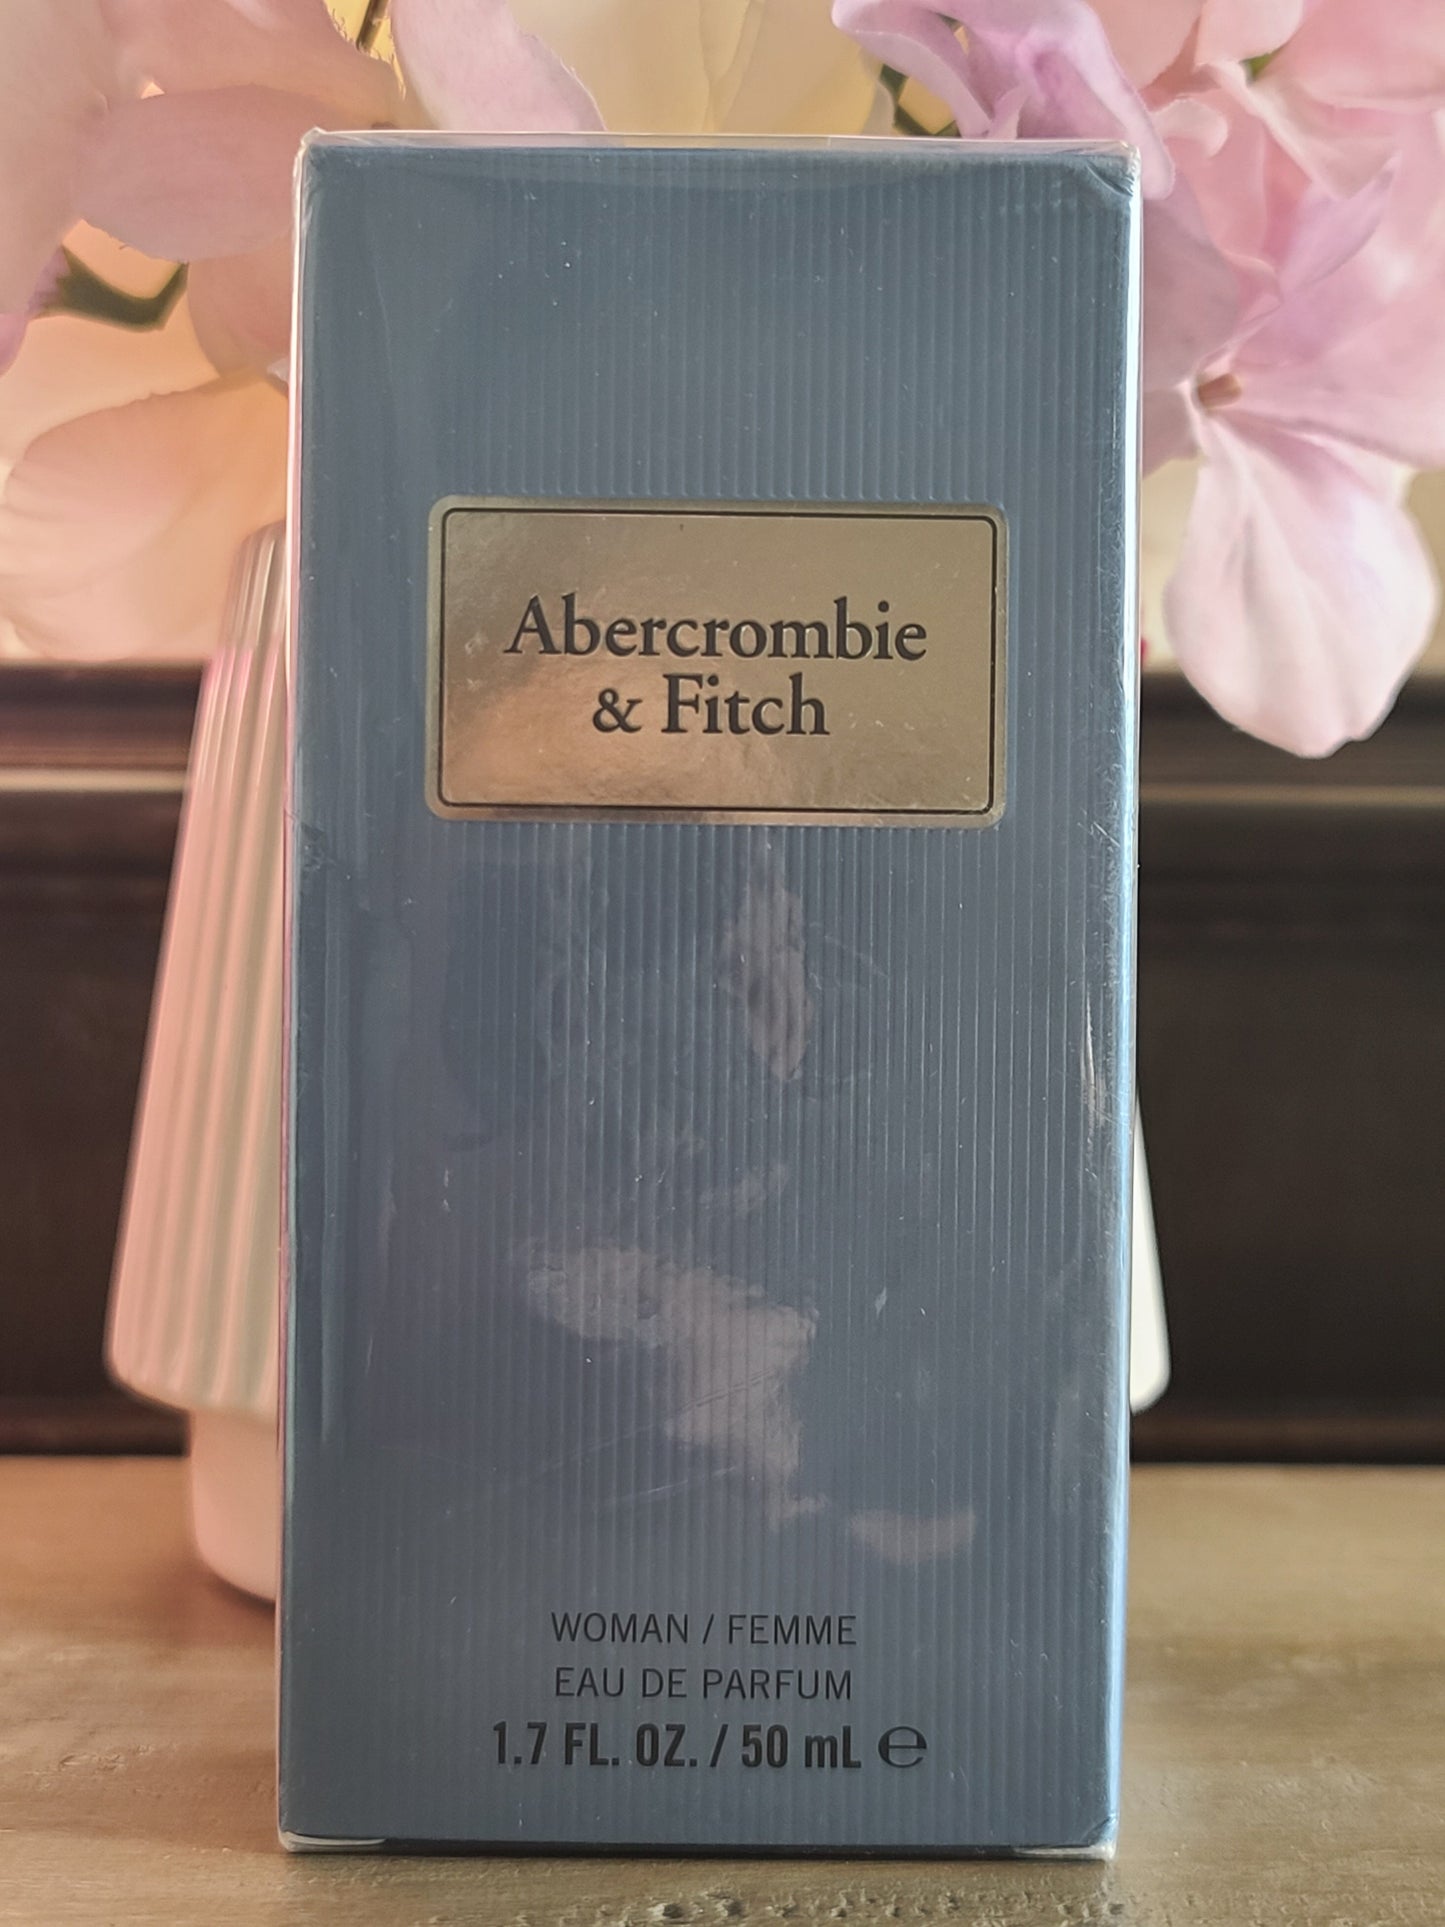 Abercrombie
& Fitch
WOMAN / FEMME
EAU DE PARFUM
1.7 FL. OZ. / 50 mL ℮